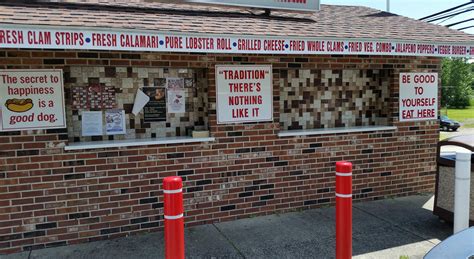 FRESH CLAM STRIPS • FRESH CALAMARI • PURE LOBSTER ROLL • GRILLED CHEESE • FRIED WHOLE CLAMS • FRIED VEG. COMBO • JALAPENO POPPERS • VEGGIE BURGER
The secret to
happiness
is a
good dog.
"TRADITION"
THERE'S
NOTHING
LIKE IT
BE GOOD
TO
YOURSELF
EAT HERE